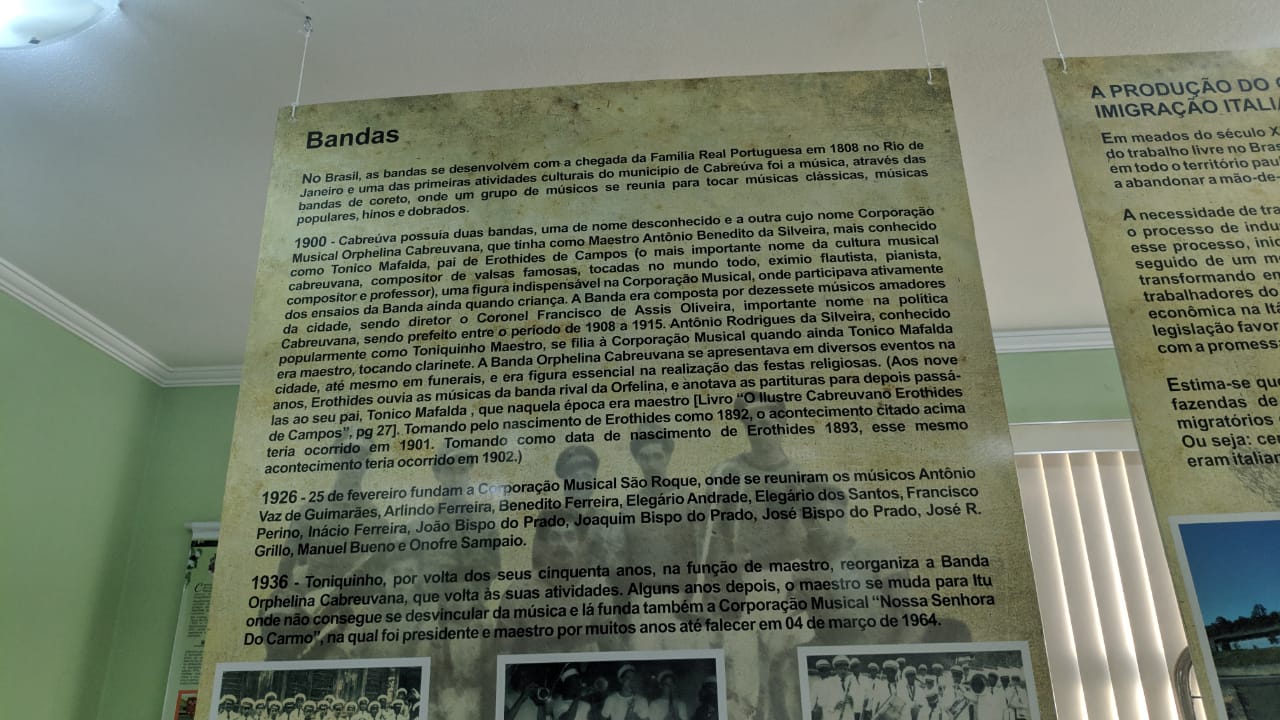 Bandas
No Brasil, as bandas se desenvolvem com a chegada da Familia Real Portuguesa em 1808 no Rio de
Janeiro e uma das primeiras atividades culturais do município de Cabreúva foi a música, através das
bandas de coreto, onde um grupo de músicos se reunia para tocar músicas clássicas, músicas
populares, hinos e dobrados.
1900 - Cabreúva possuia duas bandas, uma de nome desconhecido e a outra cujo nome Corporação
Musical Orphelina Cabreuvana, que tinha como Maestro Antônio Benedito da Silveira, mais conhecido
como Tonico Mafalda, pai de Erothides de Campos (o mais importante nome da cultura musical
cabreuvana, compositor de valsas famosas, tocadas no mundo todo, exímio flautista, pianista,
compositor e professor), uma figura indispensável na Corporação Musical, onde participava ativamente
dos ensaios da Banda ainda quando criança. A Banda era composta por dezessete músicos amadores
da cidade, sendo diretor o Coronel Francisco de Assis Oliveira, importante nome na política
Cabreuvana, sendo prefeito entre o período de 1908 a 1915. Antônio Rodrigues da Silveira, conhecido
popularmente como Toniquinho Maestro, se filia à Corporação Musical quando ainda Tonico Mafalda
era maestro, tocando clarinete. A Banda Orphelina Cabreuvana se apresentava em diversos eventos na
cidade, até mesmo em funerais, e era figura essencial na realização das festas religiosas. (Aos nove
anos, Erothides ouvia as músicas da banda rival da Orfelina, e anotava as partituras para depois passá-
las ao seu pai, Tonico Mafalda , que naquela época era maestro [Livro “O Ilustre Cabreuvano Erothides
de Campos”, pg 27]. Tomando pelo nascimento de Erothides como 1892, o acontecimento citado acima
teria ocorrido em 1901. Tomando como data de nascimento de Erothides 1893, esse mesmo
acontecimento teria ocorrido em 1902.)
1926 - 25 de fevereiro fundam a Corporação Musical São Roque, onde se reuniram os músicos Antônio
Vaz de Guimarães, Arlindo Ferreira, Benedito Ferreira, Elegário Andrade, Elegário dos Santos, Francisco
Perino, Inácio Ferreira, João Bispo do Prado, Joaquim Bispo do Prado, José Bispo do Prado, José R.
Grillo, Manuel Bueno e Onofre Sampaio.
1936 - Toniquinho, por volta dos seus cinquenta anos, na função de maestro, reorganiza a Banda
Orphelina Cabreuvana, que volta às suas atividades. Alguns anos depois, o maestro se muda para Itu
onde não consegue se desvincular da música e lá funda também a Corporação Musical “Nossa Senhora
Do Carmo”, na qual foi presidente e maestro por muitos anos até falecer em 04 de março de 1964.
A PRODUÇÃO DO
IMIGRAÇÃO ITALI
Em meados do século X
do trabalho livre no Bras
em todo o território pau
a abandonar a mão-de-
A necessidade de tra
o processo de indu
esse processo, inic
seguido de um m
transformando em
trabalhadores do
econômica na Itá
legislação favor
com a promess
Estima-se qu
fazendas de
migratórios
Ou seja: ce
eram italian